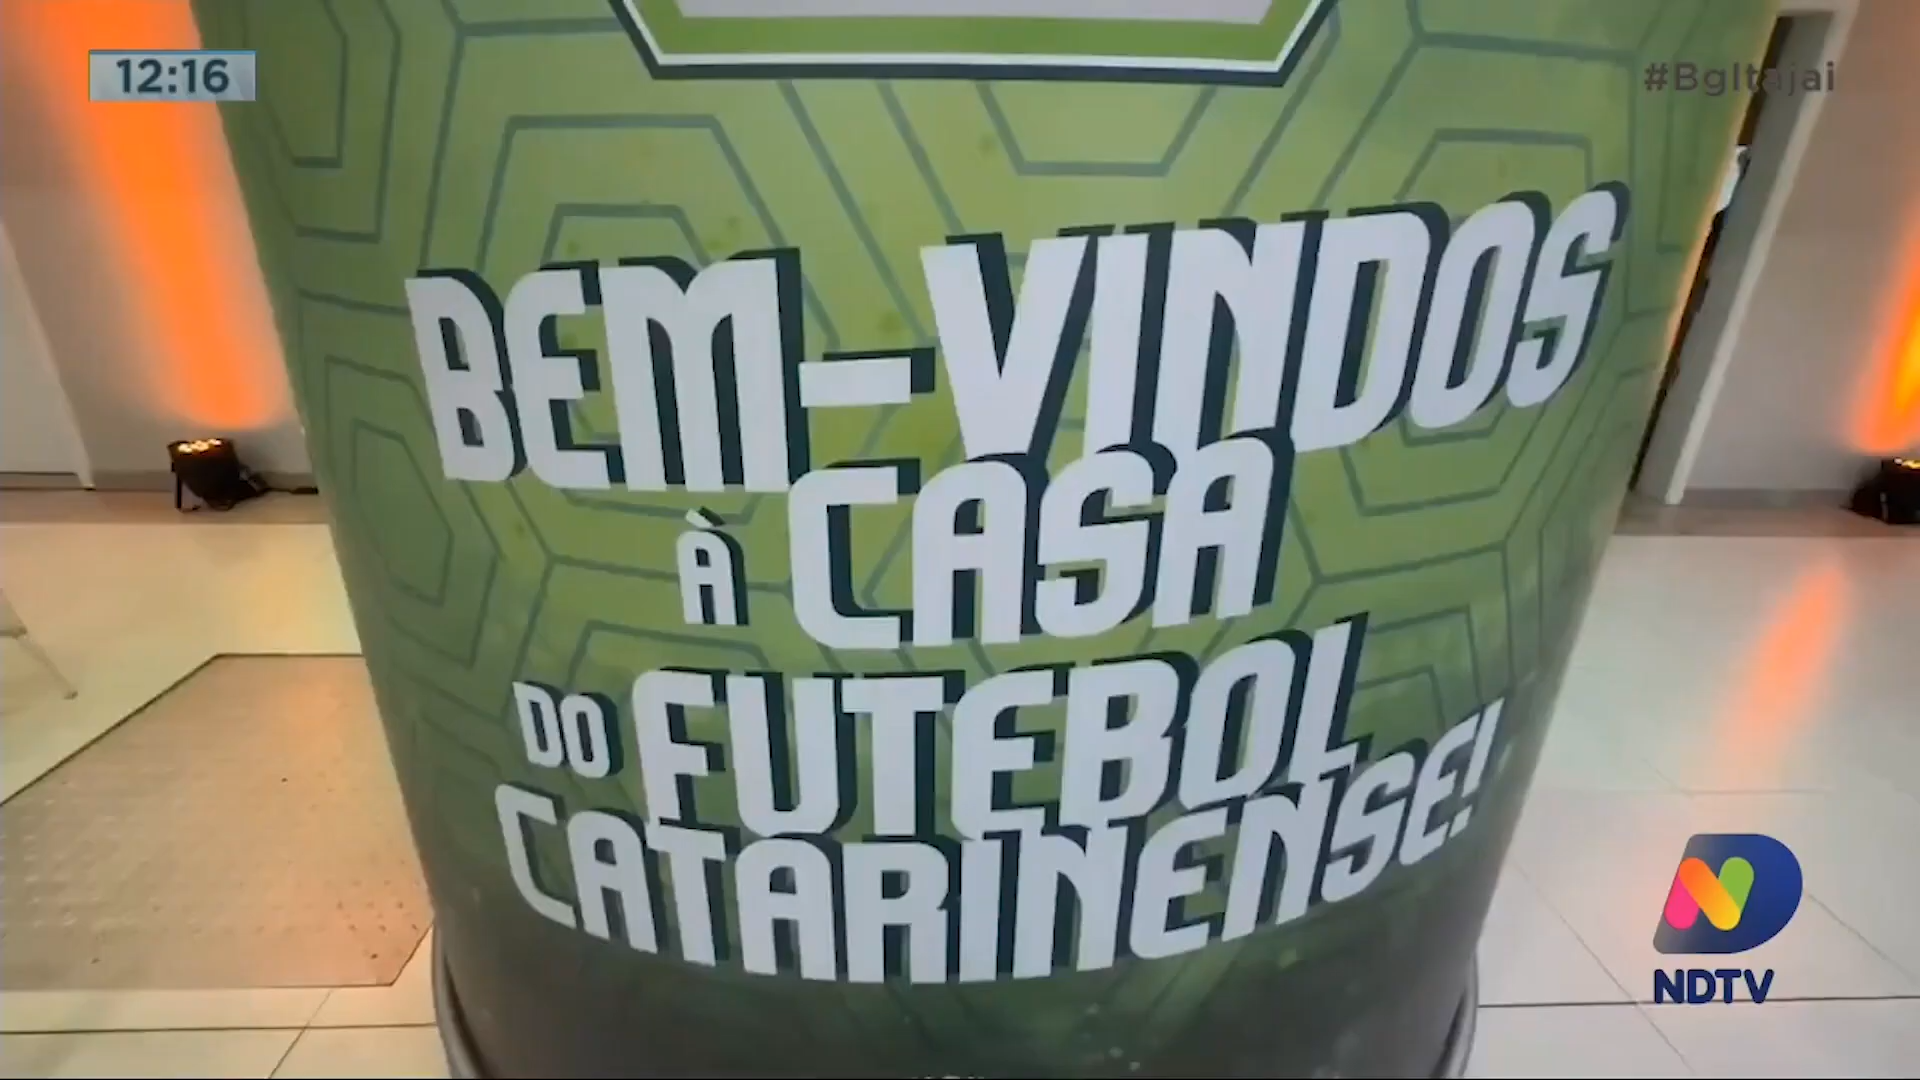 12:16
#BgItajai
BEM-VINDOS
À CASA
DO FUTEBOL
CATARINENSE!
NDTV